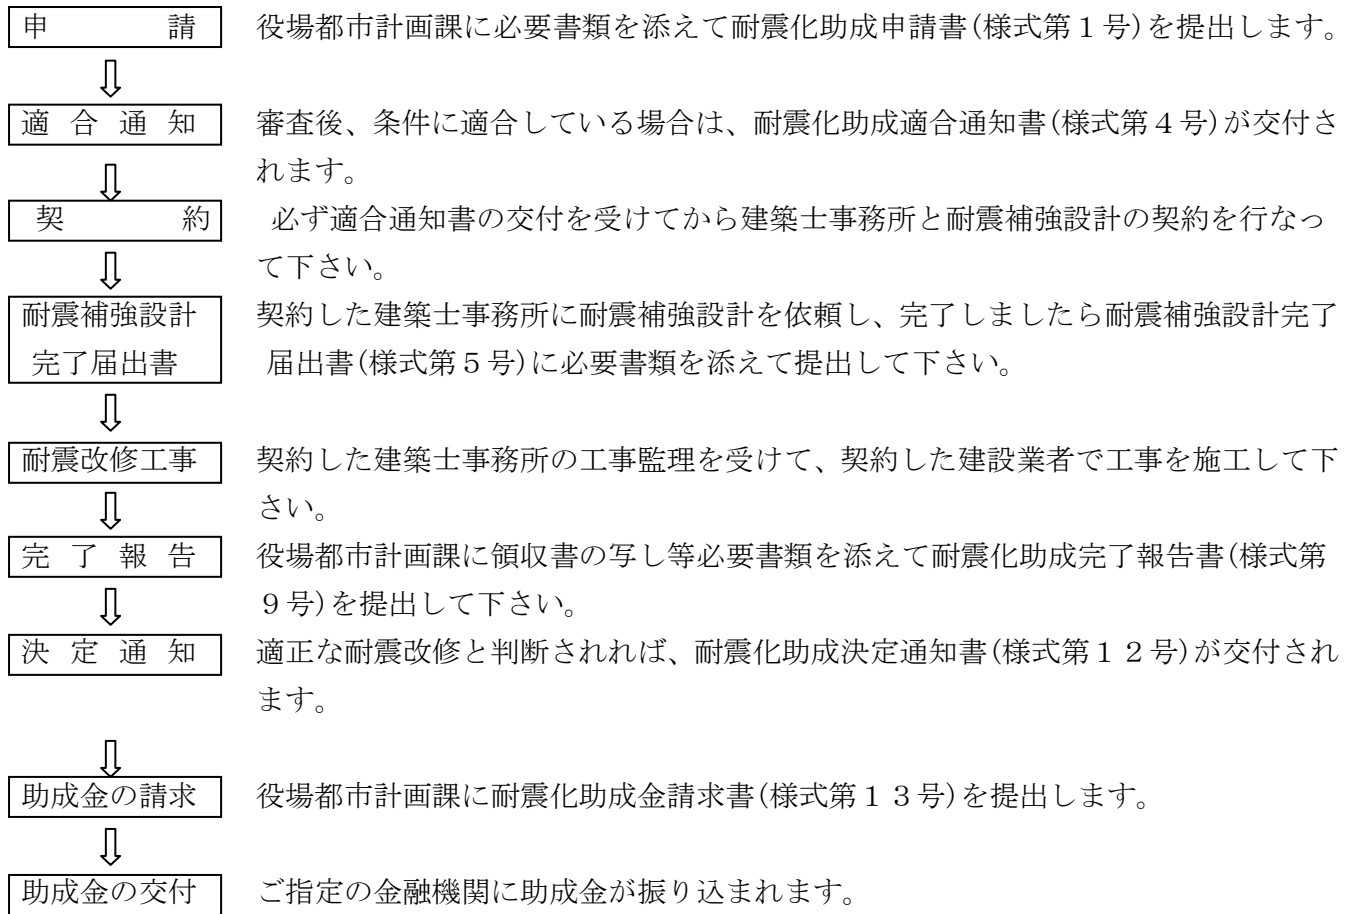 申　　　請　役場都市計画課に必要書類を添えて耐震化助成申請書(様式第１号)を提出します。
⇩
適 合 通 知　審査後、条件に適合している場合は、耐震化助成適合通知書(様式第４号)が交付さ
れます。
⇩
契　　　約　必ず適合通知書の交付を受けてから建築士事務所と耐震補強設計の契約を行なっ
て下さい。
⇩
耐震補強設計　契約した建築士事務所に耐震補強設計を依頼し、完了しましたら耐震補強設計完了
完了届出書　届出書(様式第５号)に必要書類を添えて提出して下さい。
⇩
耐震改修工事　契約した建築士事務所の工事監理を受けて、契約した建設業者で工事を施工して下
さい。
⇩
完 了 報 告　役場都市計画課に領収書の写し等必要書類を添えて耐震化助成完了報告書(様式第
９号)を提出して下さい。
⇩
決 定 通 知　適正な耐震改修と判断されれば、耐震化助成決定通知書(様式第１２号)が交付され
ます。
⇩
助成金の請求　役場都市計画課に耐震化助成金請求書(様式第１３号)を提出します。
⇩
助成金の交付　ご指定の金融機関に助成金が振り込まれます。